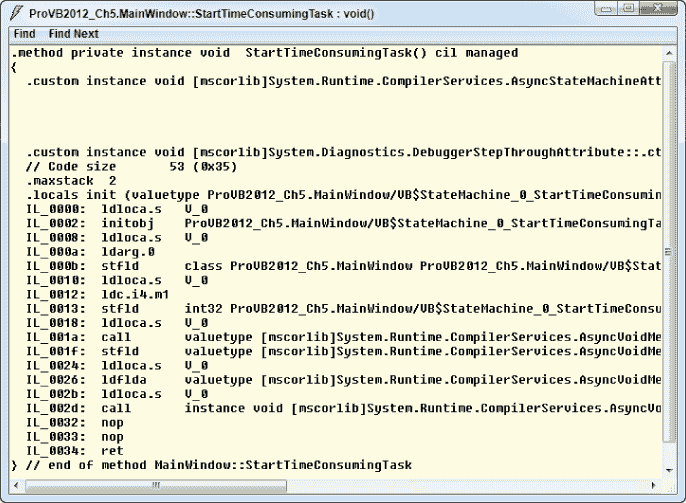 ProVB2012_Ch5.MainWindow::StartTimeConsumingTask : void()
Find Find Next
.method private instance void  StartTimeConsumingTask() cil managed
{
  .custom instance void [mscorlib]System.Runtime.CompilerServices.AsyncStateMachineAtt
  .custom instance void [mscorlib]System.Diagnostics.DebuggerStepThroughAttribute::.ct
  // Code size       53 (0x35)
  .maxstack  2
  .locals init (valuetype ProVB2012_Ch5.MainWindow/VB$StateMachine_0_StartTimeConsumin
  IL_0000:  ldloca.s   V_0
  IL_0002:  initobj    ProVB2012_Ch5.MainWindow/VB$StateMachine_0_StartTimeConsumingTa
  IL_0008:  ldloca.s   V_0
  IL_000a:  ldarg.0
  IL_000b:  stfld      class ProVB2012_Ch5.MainWindow ProVB2012_Ch5.MainWindow/VB$Stat
  IL_0010:  ldloca.s   V_0
  IL_0012:  ldc.i4.m1
  IL_0013:  stfld      int32 ProVB2012_Ch5.MainWindow/VB$StateMachine_0_StartTimeConsu
  IL_0018:  ldloca.s   V_0
  IL_001a:  call       valuetype [mscorlib]System.Runtime.CompilerServices.AsyncVoidMe
  IL_001f:  stfld      valuetype [mscorlib]System.Runtime.CompilerServices.AsyncVoidMe
  IL_0024:  ldloca.s   V_0
  IL_0026:  ldflda     valuetype [mscorlib]System.Runtime.CompilerServices.AsyncVoidMe
  IL_002b:  ldloca.s   V_0
  IL_002d:  call       instance void [mscorlib]System.Runtime.CompilerServices.AsyncVo
  IL_0032:  nop
  IL_0033:  nop
  IL_0034:  ret
} // end of method MainWindow::StartTimeConsumingTask